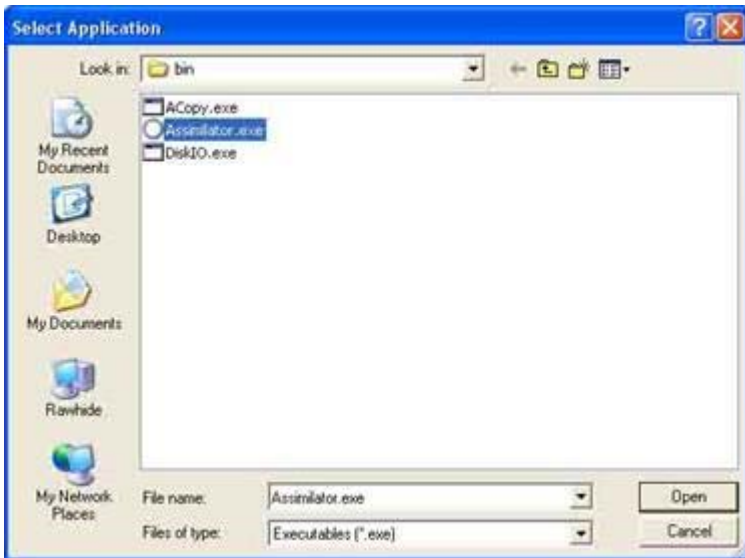 Select Application
Look in: bin
ACopy.exe
Assimilator.exe
DiskIO.exe
My Recent
Documents
Desktop
My Documents
Rawhide
My Network
Places
File name: Assimilator.exe Open
Files of type: Executables (*.exe) Cancel